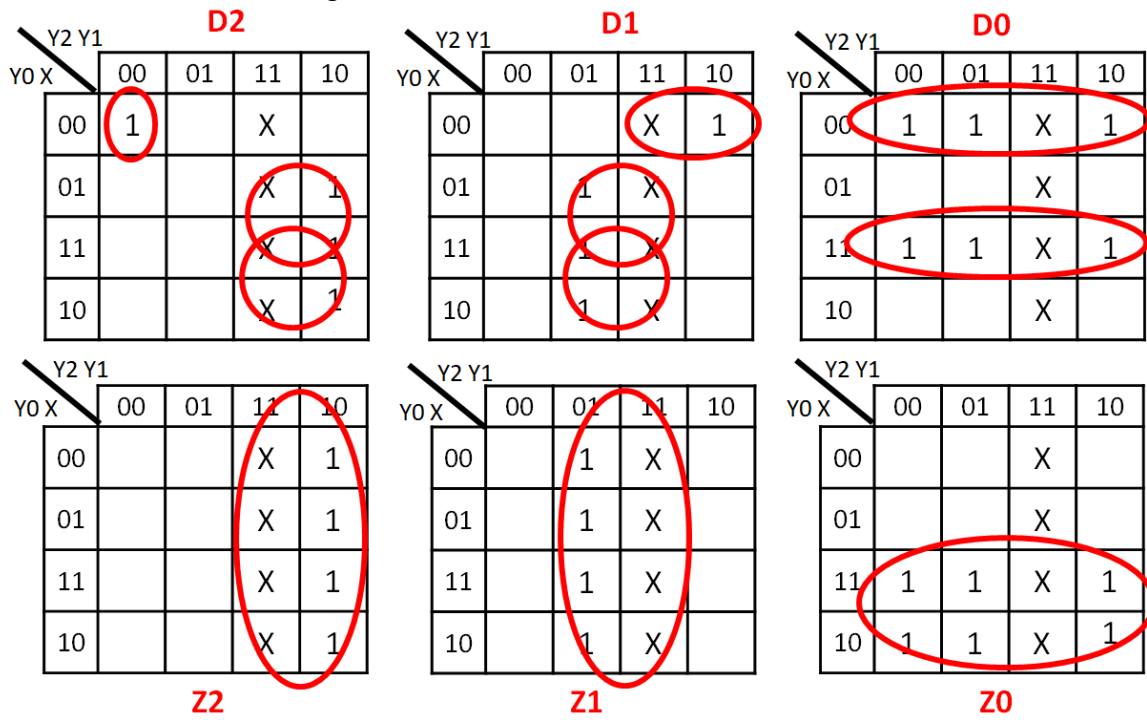 D2 D1 D0
Y2 Y1 Y2 Y1 Y2 Y1
Y0 X 00 01 11 10 Y0 X 00 01 11 10 Y0 X 00 01 11 10
00 1 X 00 X 1 00 1 1 X 1
01 X 1 01 1 X 01 X
11 X 1 11 1 X 11 1 1 X 1
10 X 1 10 1 X 10 X
Y2 Y1 Y2 Y1 Y2 Y1
Y0 X 00 01 11 10 Y0 X 00 01 11 10 Y0 X 00 01 11 10
00 X 1 00 1 X 00 X
01 X 1 01 1 X 01 X
11 X 1 11 1 X 11 1 1 X 1
10 X 1 10 1 X 10 1 1 X 1
Z2 Z1 Z0